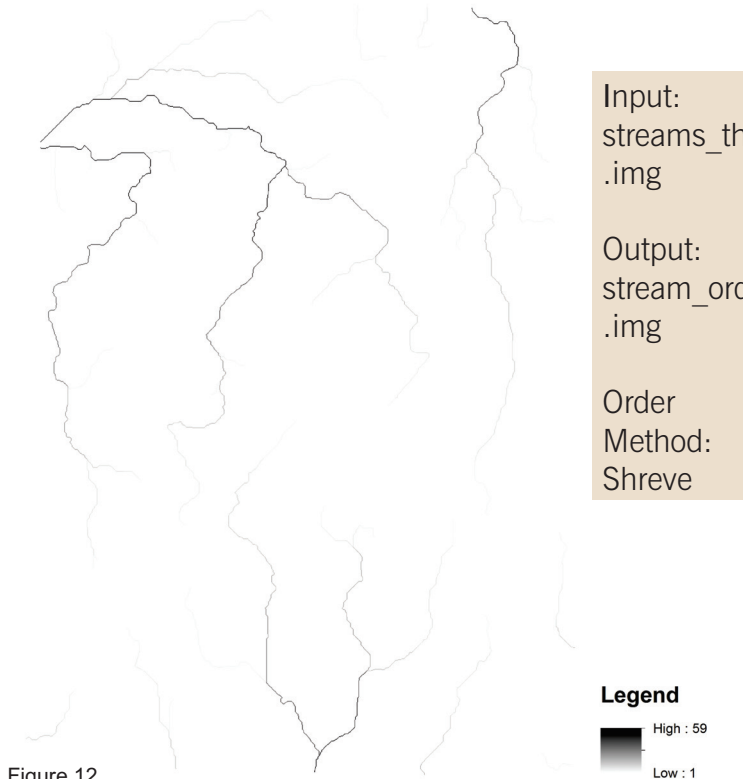 Input:
streams_th
.img
Output:
stream_ord
.img
Order
Method:
Shreve
Legend
High : 59
Low : 1
Figure 12